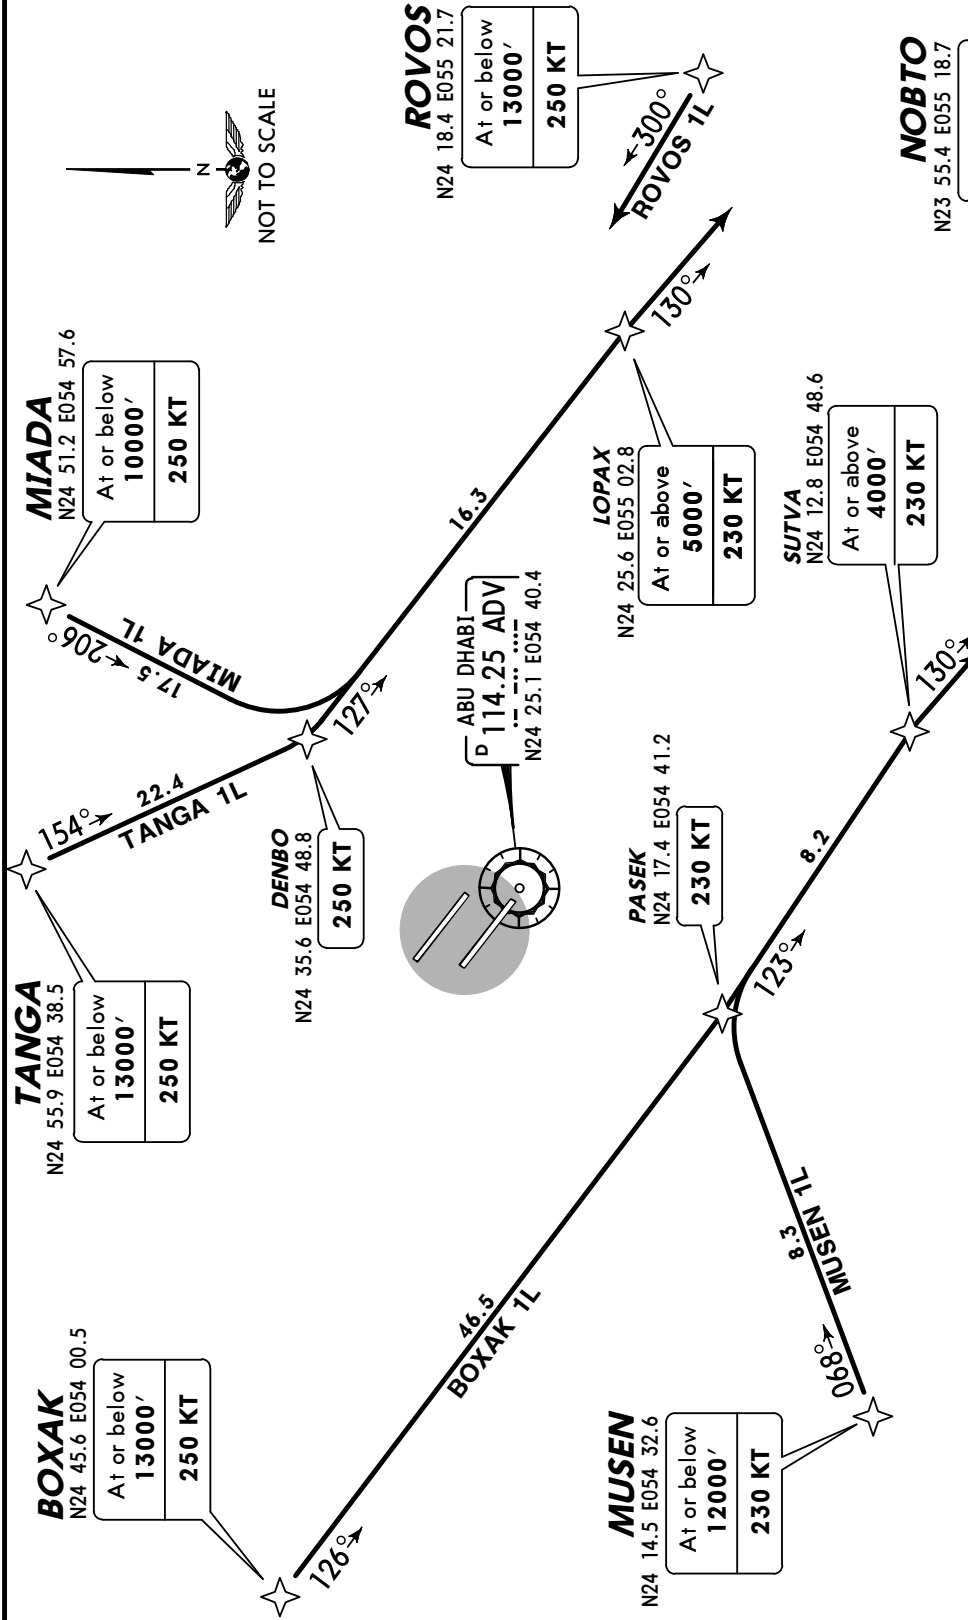 BOXAK
N24 45.6 E054 00.5
At or below
13000′
250 KT
126°
46.5
BOXAK 1L
TANGA
N24 55.9 E054 38.5
At or below
13000′
250 KT
154°
22.4
TANGA 1L
MIADA
N24 51.2 E054 57.6
At or below
10000′
250 KT
206°
17.5
MIADA 1L
N
NOT TO SCALE
DENBO
N24 35.6 E054 48.8
250 KT
127°
16.3
ABU DHABI
D 114.25 ADV
N24 25.1 E054 40.4
ROVOS
N24 18.4 E055 21.7
At or below
13000′
250 KT
300°
ROVOS 1L
LOPAX
N24 25.6 E055 02.8
At or above
5000′
230 KT
130°
PASEK
N24 17.4 E054 41.2
230 KT
123°
8.2
SUTVA
N24 12.8 E054 48.6
At or above
4000′
230 KT
130°
MUSEN
N24 14.5 E054 32.6
At or below
12000′
230 KT
068°
8.3
MUSEN 1L
NOBTO
N23 55.4 E055 18.7